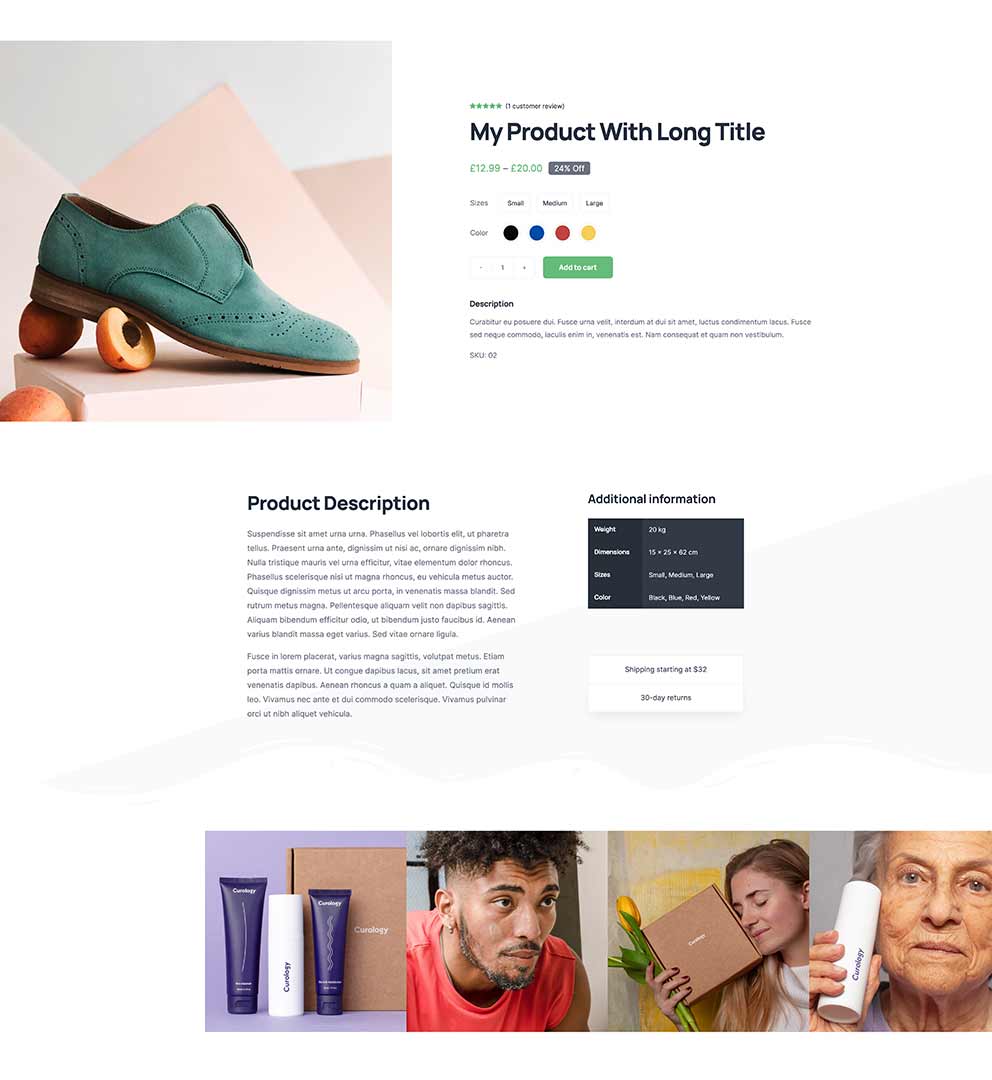 ★★★★★ (1 customer review)
My Product With Long Title
£12.99 – £20.00 24% Off
Sizes Small Medium Large
Color
- 1 + Add to cart
Description
Curabitur eu posuere dui. Fusce urna velit, interdum at dui sit amet, luctus condimentum lacus. Fusce
sed neque commodo, iaculis enim in, venenatis est. Nam consequat et quam non vestibulum.
SKU: 02
Product Description
Suspendisse sit amet urna urna. Phasellus vel lobortis elit, ut pharetra
tellus. Praesent urna ante, dignissim ut nisi ac, ornare dignissim nibh.
Nulla tristique mauris vel urna efficitur, vitae elementum dolor rhoncus.
Phasellus scelerisque nisi ut magna rhoncus, eu vehicula metus auctor.
Quisque dignissim metus ut arcu porta, in venenatis massa blandit. Sed
rutrum metus magna. Pellentesque aliquam velit non dapibus sagittis.
Aliquam bibendum efficitur odio, ut bibendum justo faucibus id. Aenean
varius blandit massa eget varius. Sed vitae ornare ligula.
Fusce in lorem placerat, varius magna sagittis, volutpat metus. Etiam
porta mattis ornare. Ut congue dapibus lacus, sit amet pretium erat
venenatis dapibus. Aenean rhoncus a quam a aliquet. Quisque id mollis
leo. Vivamus nec ante et dui commodo scelerisque. Vivamus pulvinar
orci ut nibh aliquet vehicula.
Additional information
Weight 20 kg
Dimensions 15 × 25 × 62 cm
Sizes Small, Medium, Large
Color Black, Blue, Red, Yellow
Shipping starting at $32
30-day returns
Curology
Curology
Curology
Curology
Curology
Curology